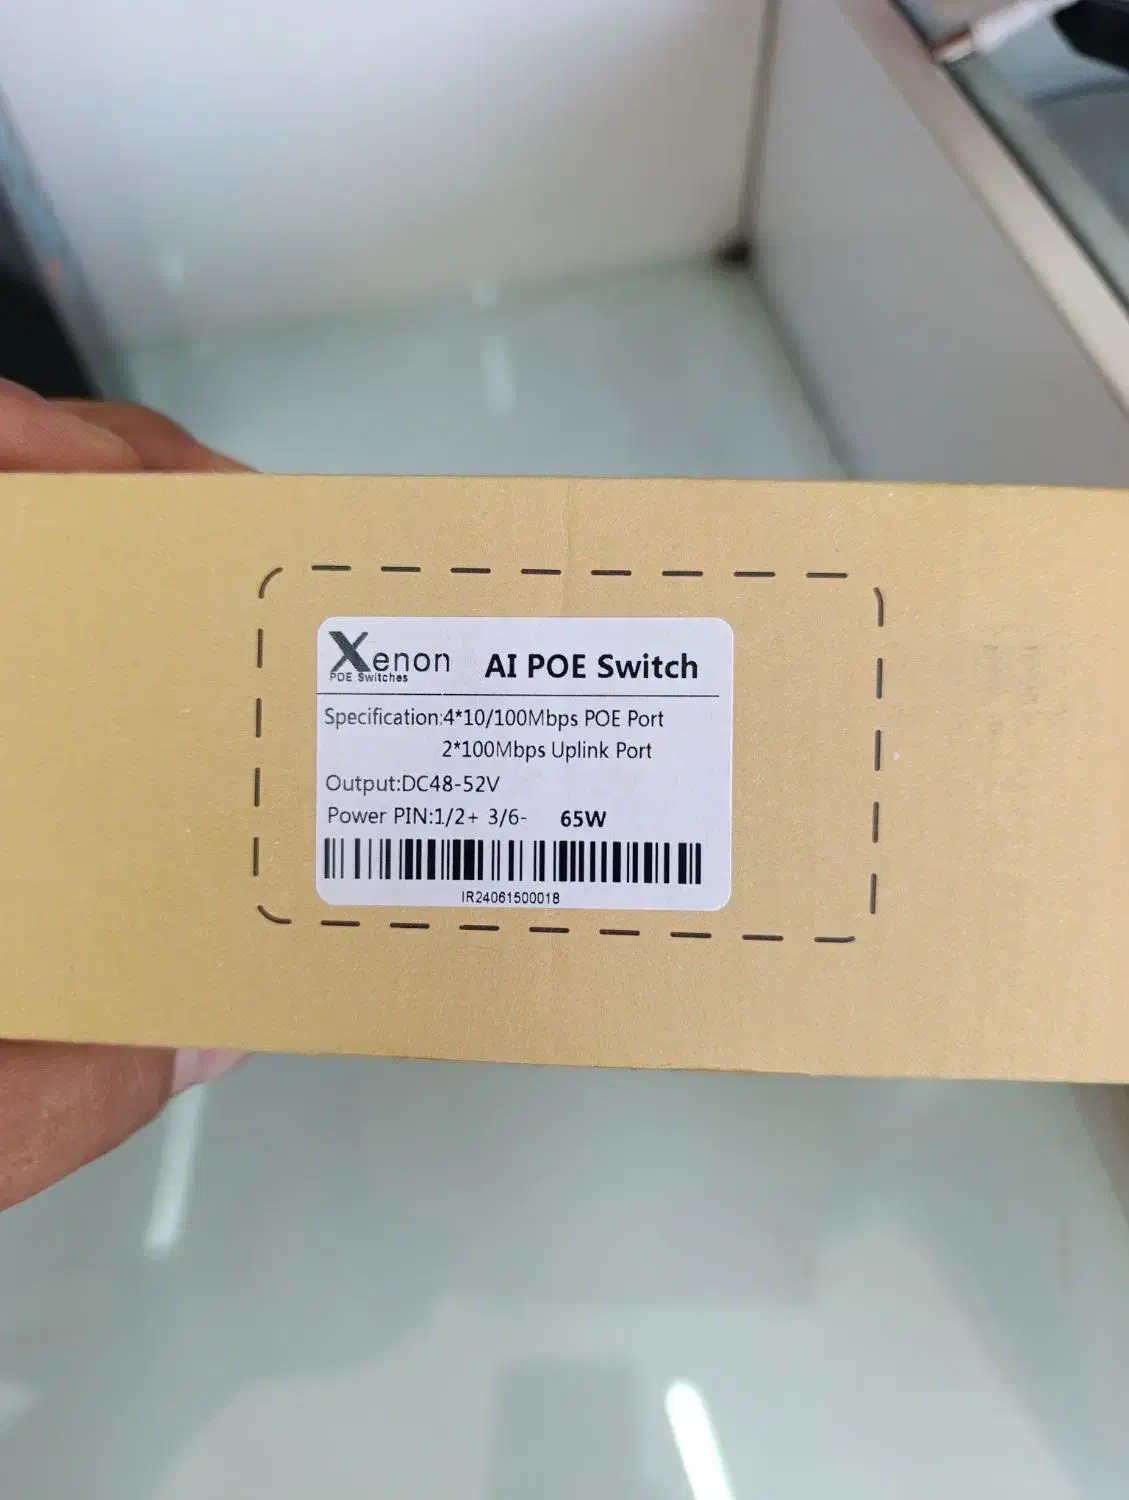 Xenon AI POE Switch
POE Switches
Specification:4*10/100Mbps POE Port
2*100Mbps Uplink Port
Output:DC48-52V
Power PIN:1/2+ 3/6- 65W
IR24061500018